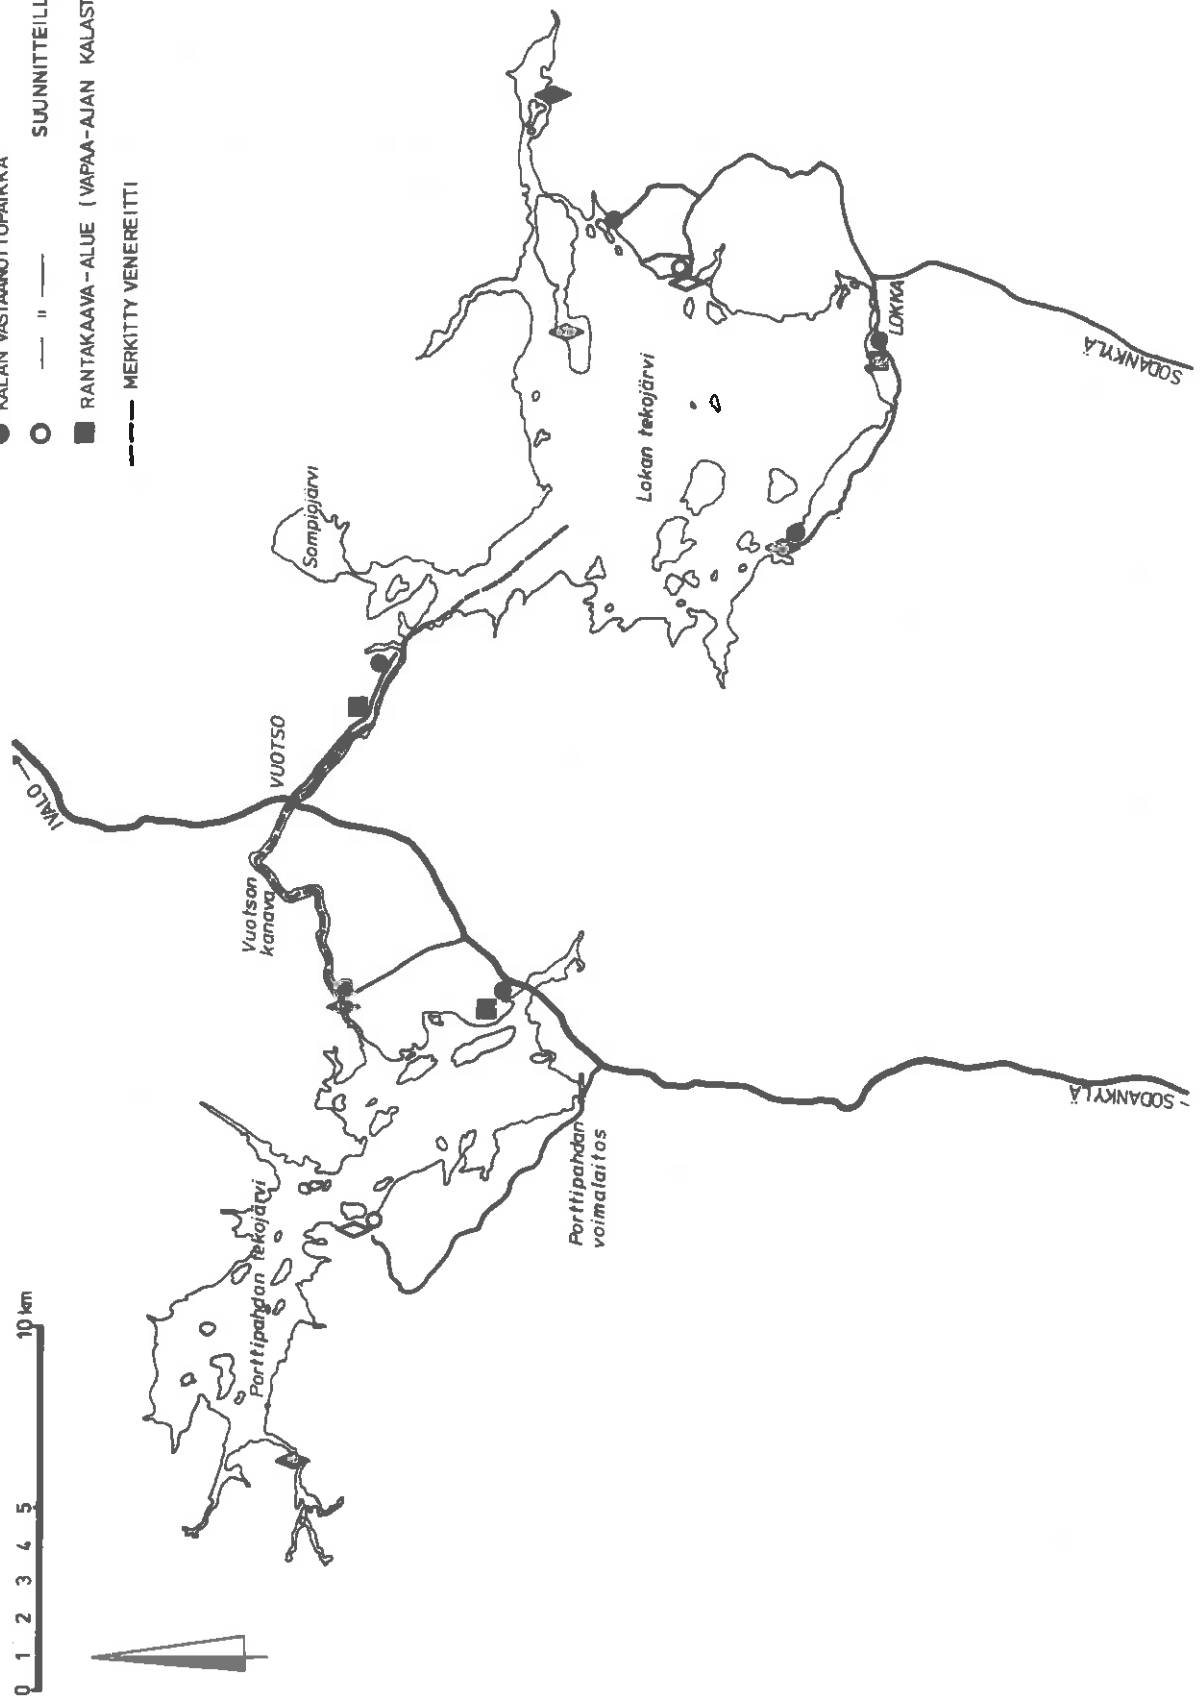 KALAN VASTAANOTTOPAIKKA
— " — SUUNNITTEILL
RANTAKAAVA-ALUE (VAPAA-AJAN KALAST
MERKITTY VENEREITTI
0 1 2 3 4 5 10 km
IVALO
VUOTSO
Vuotson
kanava
Sompiojärvi
Lokan tekojärvi
LOKKA
SODANKYLÄ
Porttipahdan tekojärvi
Porttipahdan
voimalaitos
SODANKYLÄ